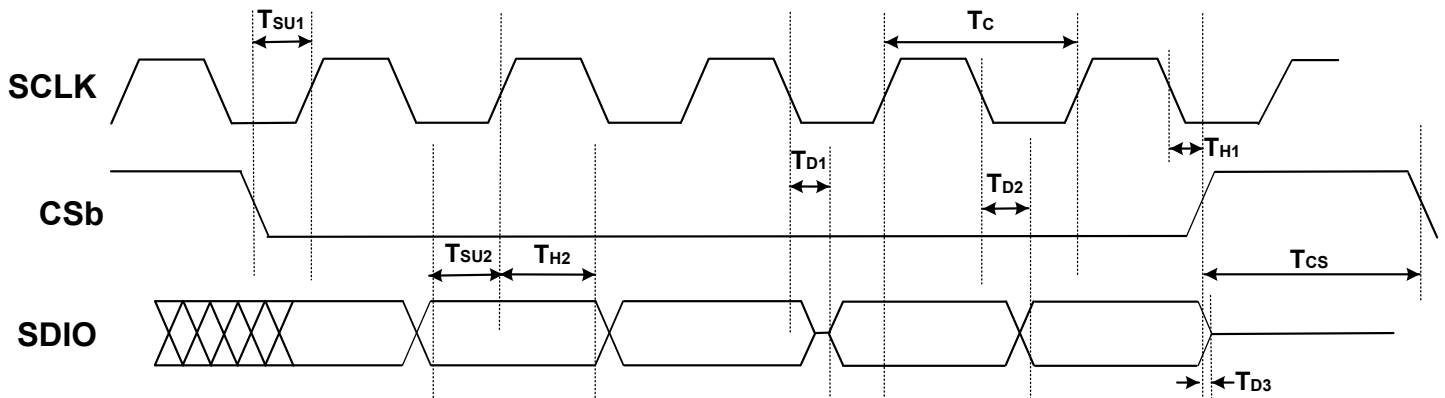 TSU1
TC
SCLK
TH1
TD1
TD2
CSb
TSU2
TH2
TCS
SDIO
TD3